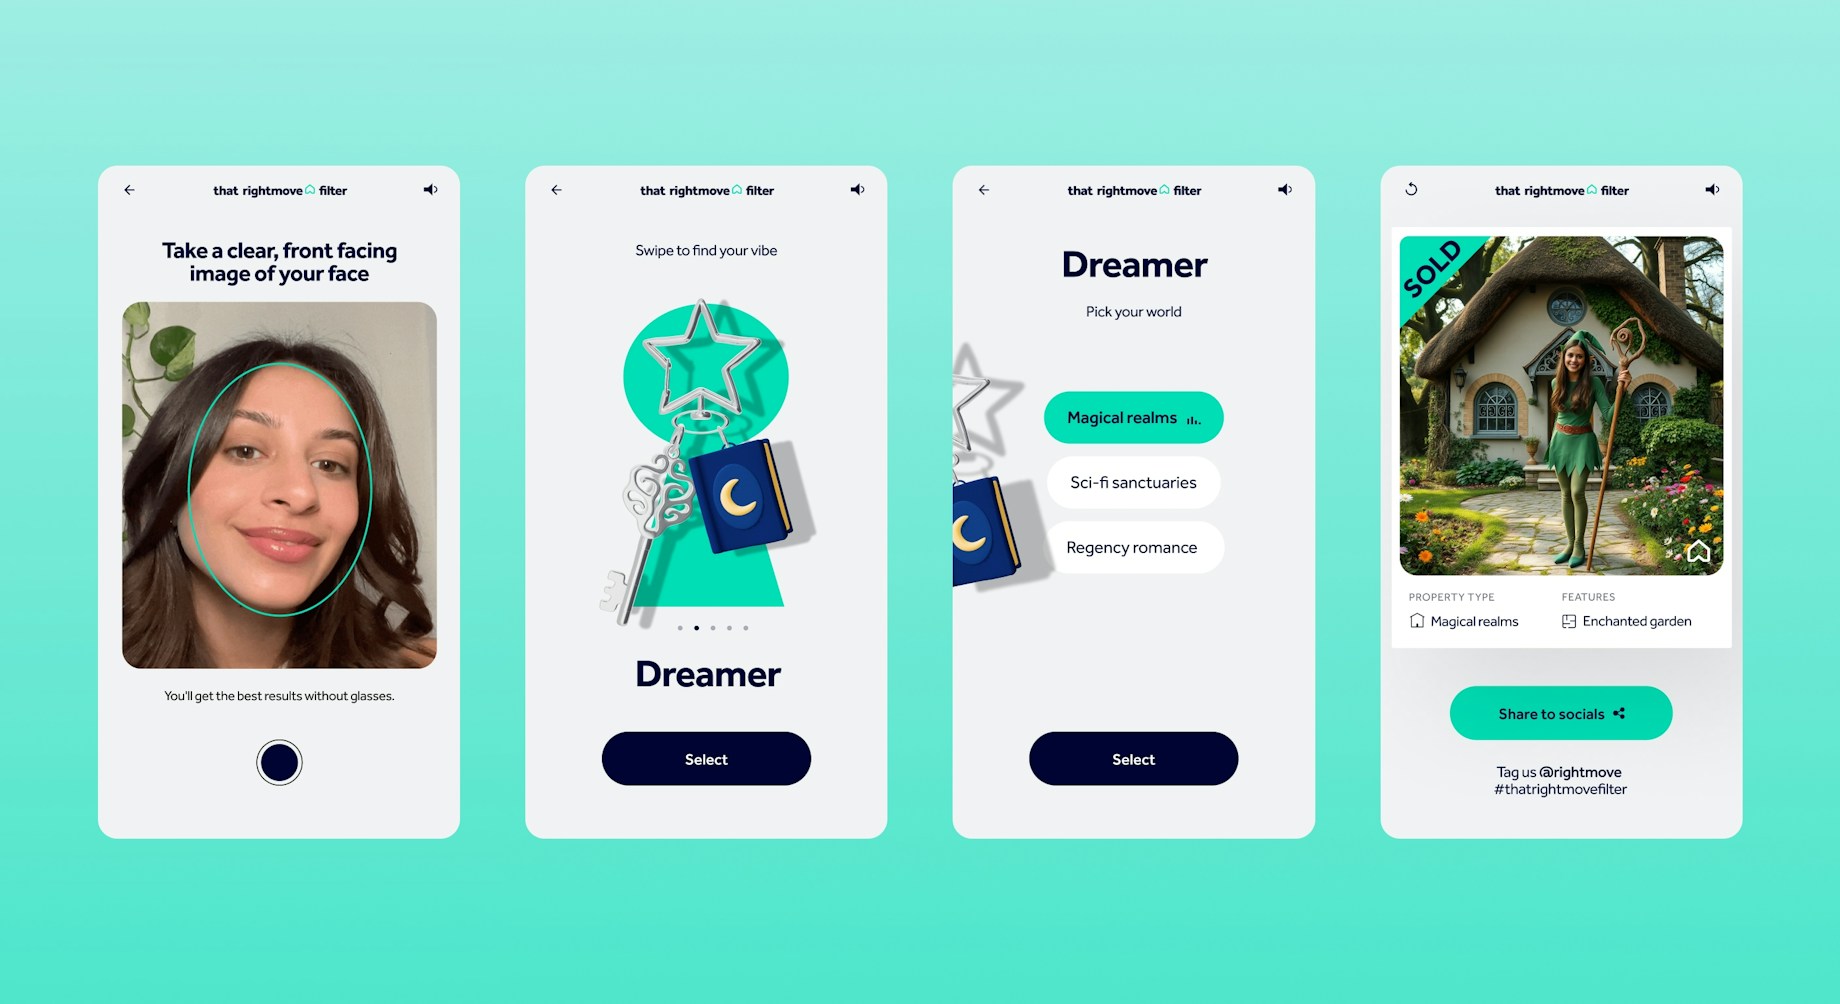 that rightmove filter
Take a clear, front facing
image of your face
You'll get the best results without glasses.
that rightmove filter
Swipe to find your vibe
Dreamer
Select
that rightmove filter
Dreamer
Pick your world
Magical realms
Sci-fi sanctuaries
Regency romance
Select
that rightmove filter
SOLD
PROPERTY TYPE
Magical realms
FEATURES
Enchanted garden
Share to socials
Tag us @rightmove
#thatrightmovefilter